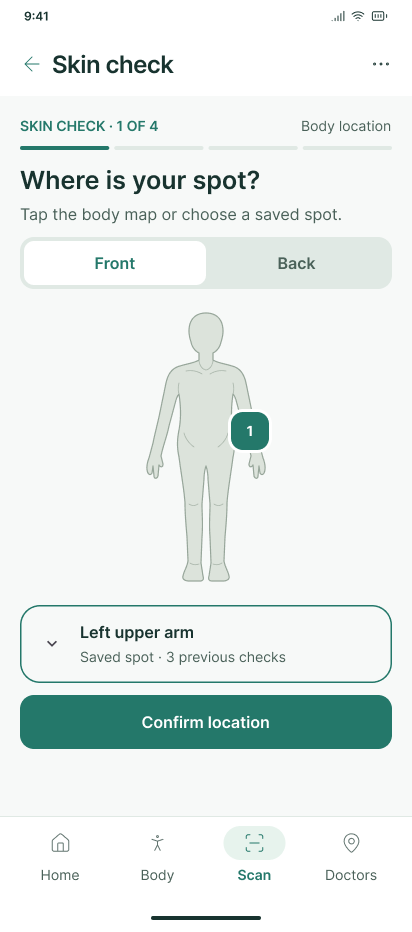 9:41
Skin check
SKIN CHECK · 1 OF 4
Body location
Where is your spot?
Tap the body map or choose a saved spot.
Front
Back
1
Left upper arm
Saved spot · 3 previous checks
Confirm location
Home
Body
Scan
Doctors